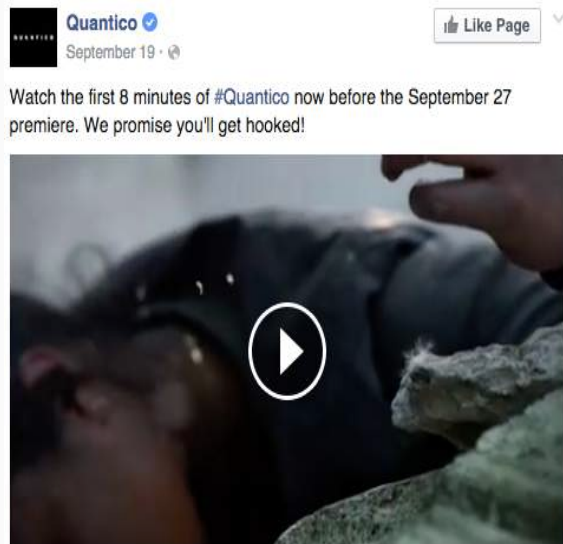 QUANTICO
Quantico
Like Page
September 19 ·
Watch the first 8 minutes of #Quantico now before the September 27
premiere. We promise you'll get hooked!